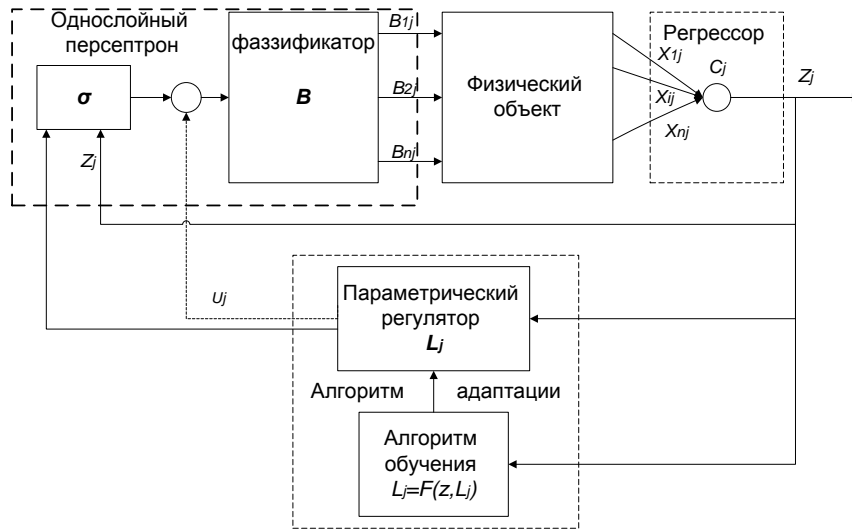 Однослойный
персептрон
σ
Zj
фаззификатор
B
B1j
B2j
Bnj
Физический
объект
X1j
Xij
Xnj
Регрессор
Cj
Zj
Uj
Параметрический
регулятор
Lj
Алгоритм адаптации
Алгоритм
обучения
Lj=F(z,Lj)